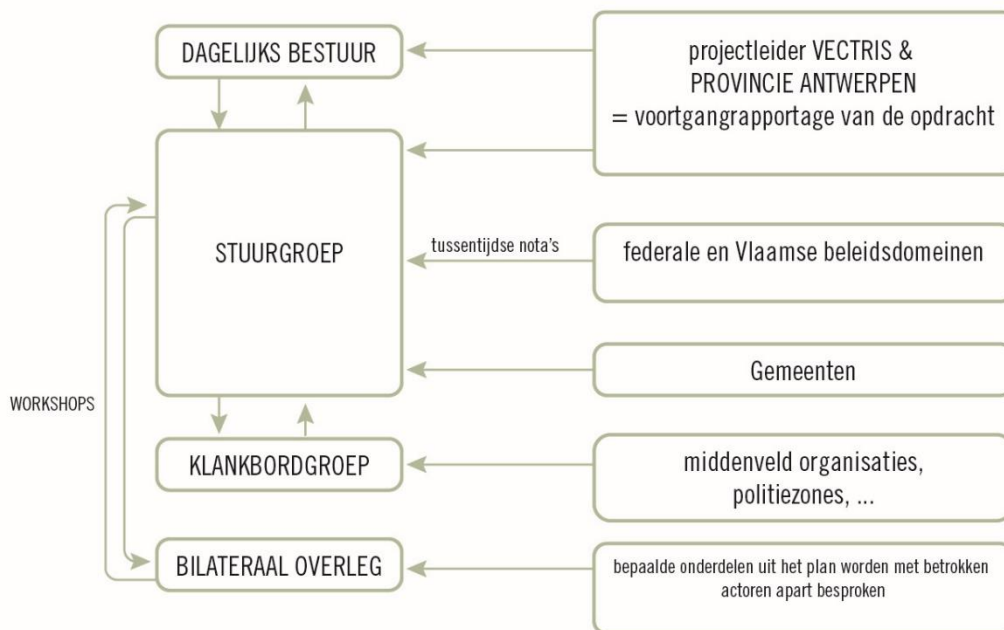 DAGELIJKS BESTUUR
projectleider VECTRIS &
PROVINCIE ANTWERPEN
= voortgangrapportage van de opdracht
STUURGROEP
tussentijdse nota's
federale en Vlaamse beleidsdomeinen
Gemeenten
WORKSHOPS
KLANKBORDGROEP
middenveld organisaties,
politiezones, ...
BILATERAAL OVERLEG
bepaalde onderdelen uit het plan worden met betrokken
actoren apart besproken